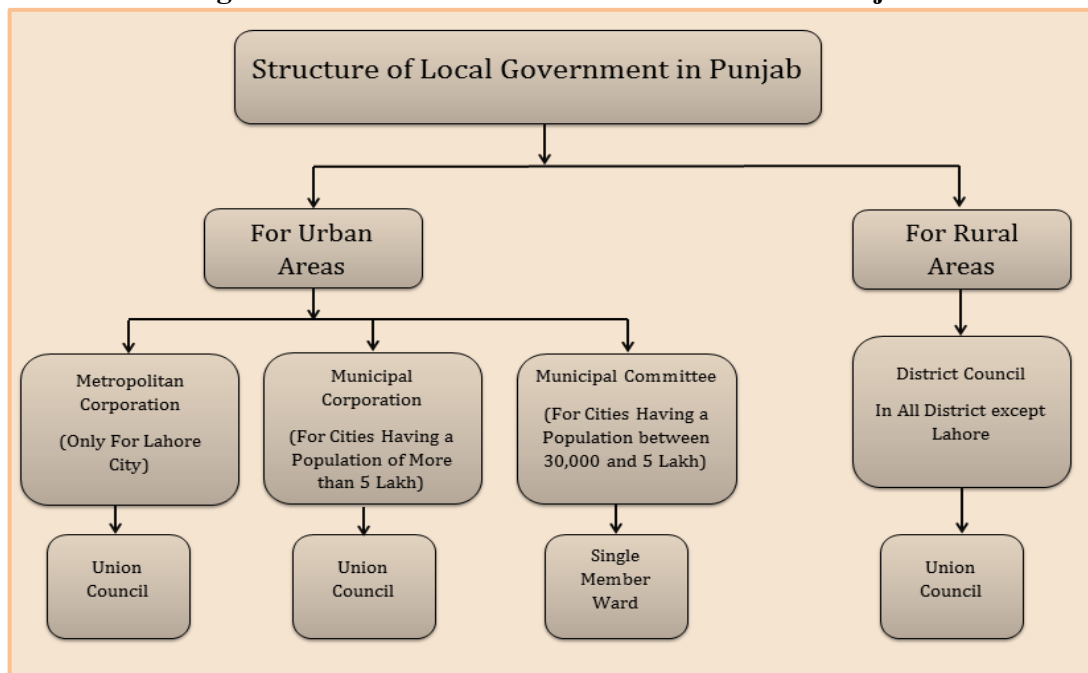 Structure of Local Government in Punjab
For Urban
Areas
For Rural
Areas
Metropolitan
Corporation
(Only For Lahore
City)
Municipal
Corporation
(For Cities Having a
Population of More
than 5 Lakh)
Municipal Committee
(For Cities Having a
Population between
30,000 and 5 Lakh)
District Council
In All District except
Lahore
Union
Council
Union
Council
Single
Member
Ward
Union
Council